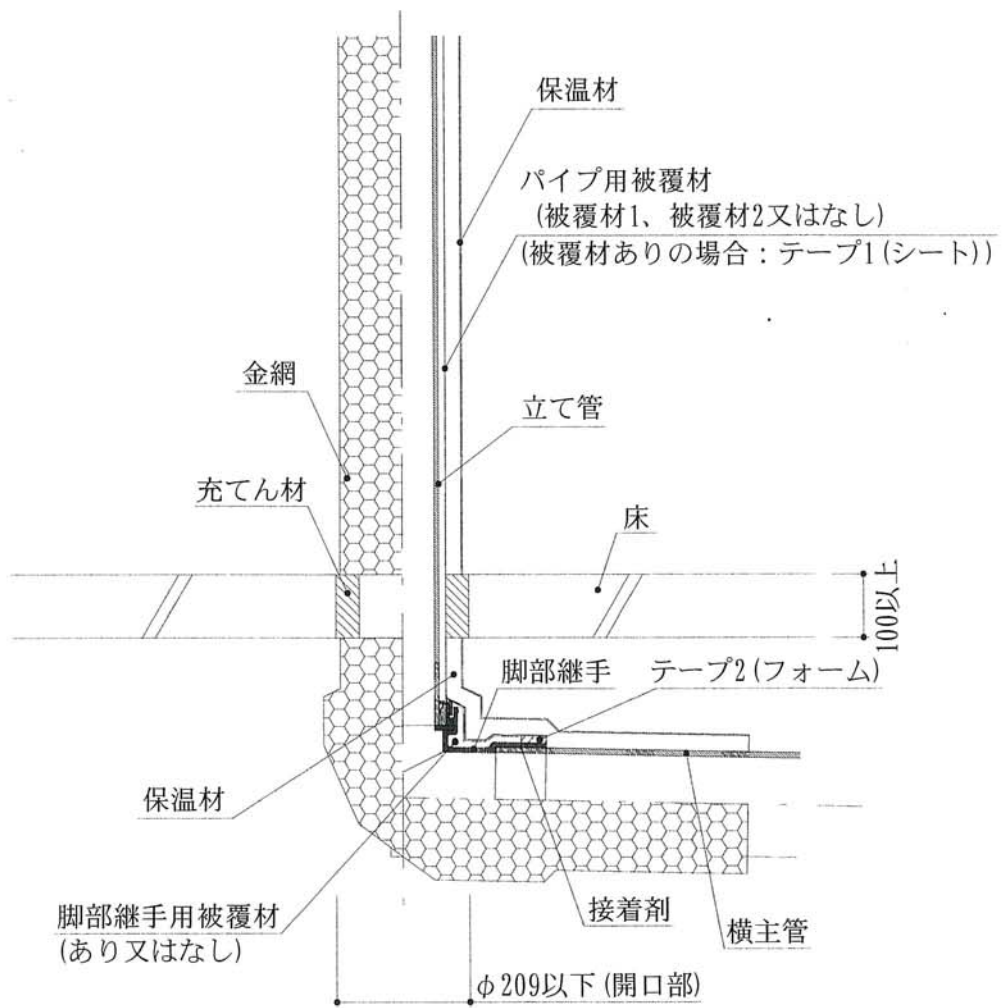 保温材
パイプ用被覆材
(被覆材1、被覆材2又はなし)
(被覆材ありの場合：テープ1(シート))
金網
立て管
充てん材
床
100以上
脚部継手
テープ2(フォーム)
保温材
脚部継手用被覆材
(あり又はなし)
接着剤
横主管
φ209以下(開口部)